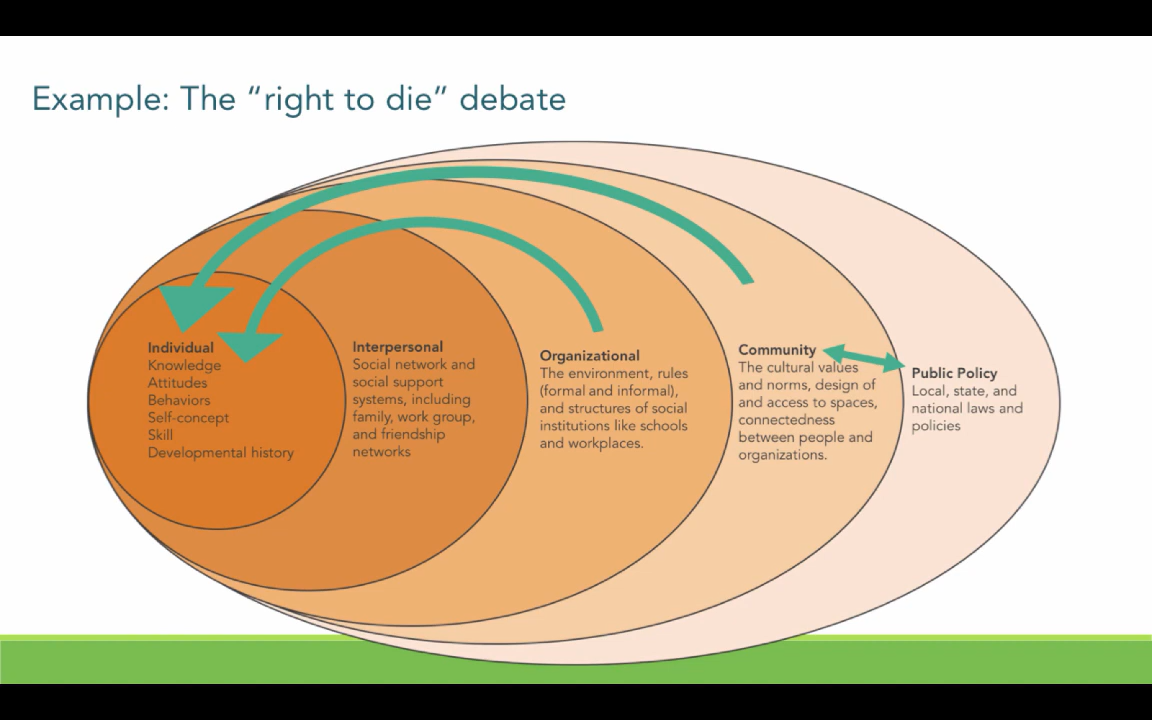 Example: The “right to die” debate
Individual
Knowledge
Attitudes
Behaviors
Self-concept
Skill
Developmental history
Interpersonal
Social network and
social support
systems, including
family, work group,
and friendship
networks
Organizational
The environment, rules
(formal and informal),
and structures of social
institutions like schools
and workplaces.
Community
The cultural values
and norms, design of
and access to spaces,
connectedness
between people and
organizations.
Public Policy
Local, state, and
national laws and
policies